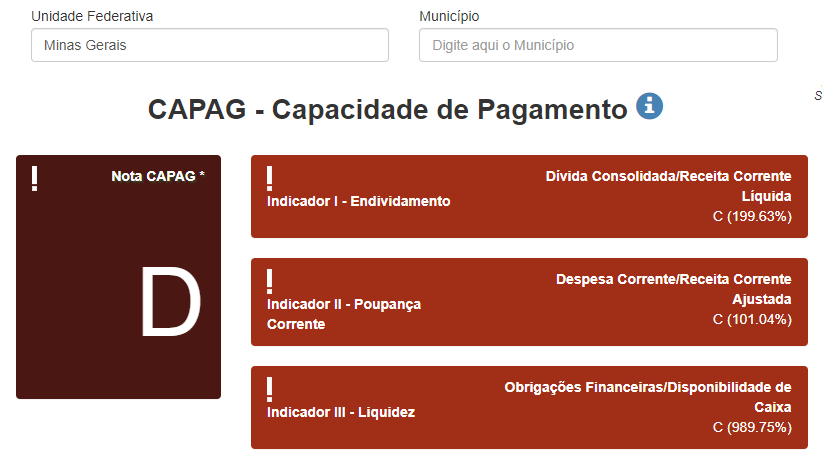 Unidade Federativa
Município
Minas Gerais
Digite aqui o Município
CAPAG - Capacidade de Pagamento
S
Nota CAPAG *
D
Indicador I - Endividamento
Dívida Consolidada/Receita Corrente
Líquida
C (199.63%)
Indicador II - Poupança
Corrente
Despesa Corrente/Receita Corrente
Ajustada
C (101.04%)
Indicador III - Liquidez
Obrigações Financeiras/Disponibilidade de
Caixa
C (989.75%)